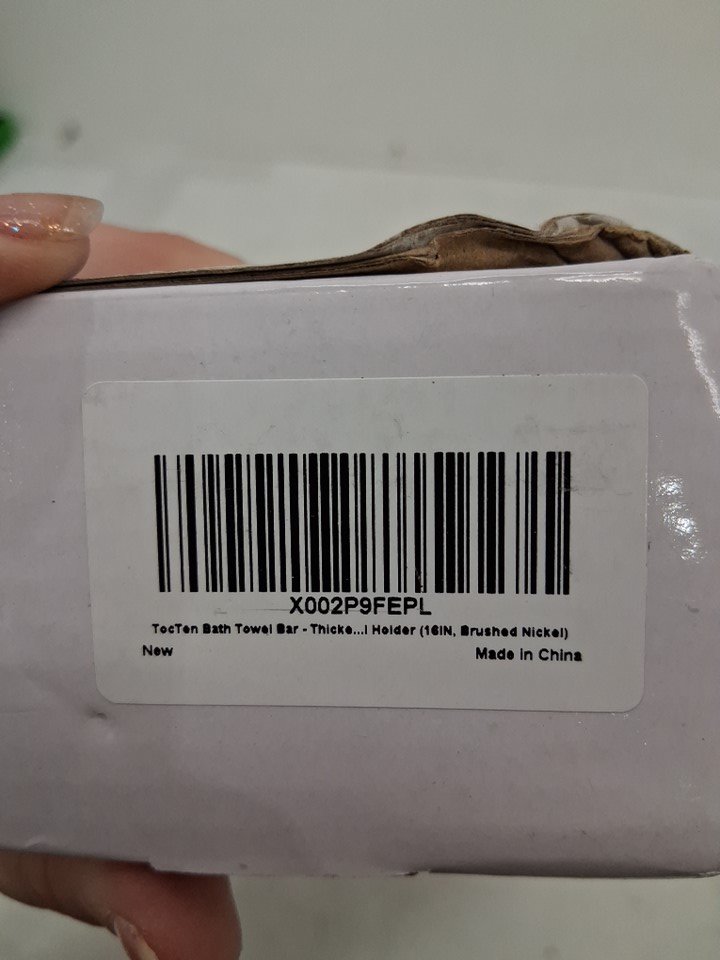 X002P9FEPL
TocTen Bath Towel Bar - Thicke...l Holder (16IN, Brushed Nickel)
New
Made in China